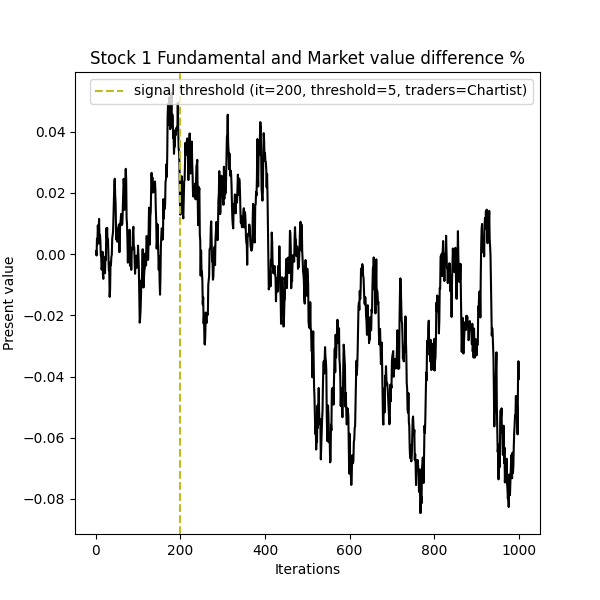 Stock 1 Fundamental and Market value difference %
signal threshold (it=200, threshold=5, traders=Chartist)
0.04
0.02
0.00
−0.02
−0.04
−0.06
−0.08
Present value
0 200 400 600 800 1000
Iterations